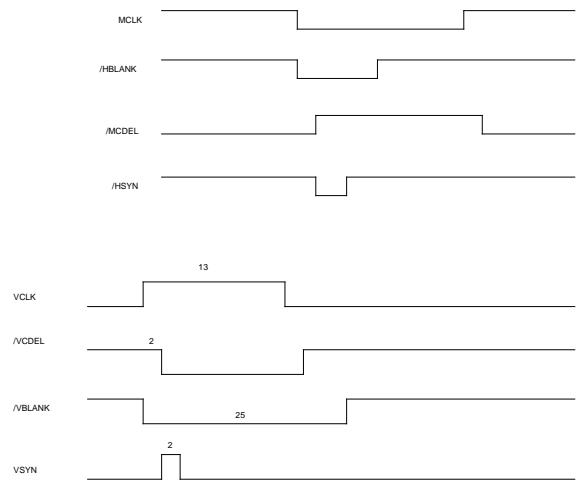 MCLK
/HBLANK
/MCDEL
/HSYN
13
VCLK
/VCDEL 2
/VBLANK
25
2
VSYN